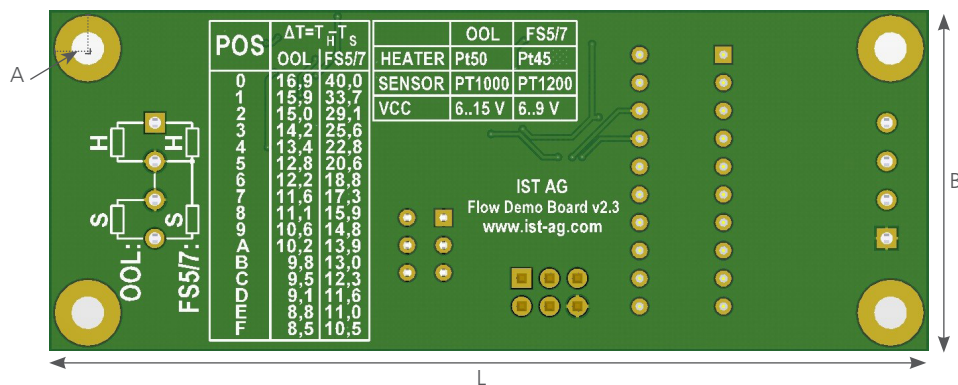 A
B
L
POS ΔT=TH-TS
OOL FS5/7
0 16,9 40,0
1 15,9 33,7
2 15,0 29,1
3 14,2 25,6
4 13,4 22,8
5 12,8 20,6
6 12,2 18,8
7 11,6 17,3
8 11,1 15,9
9 10,6 14,8
A 10,2 13,9
B 9,8 13,0
C 9,5 12,3
D 9,1 11,6
E 8,8 11,0
F 8,5 10,5
OOL FS5/7
HEATER Pt50 Pt45
SENSOR PT1000 PT1200
VCC 6..15 V 6..9 V
H H
S S
OOL:
FS5/7:
IST AG
Flow Demo Board v2.3
www.ist-ag.com